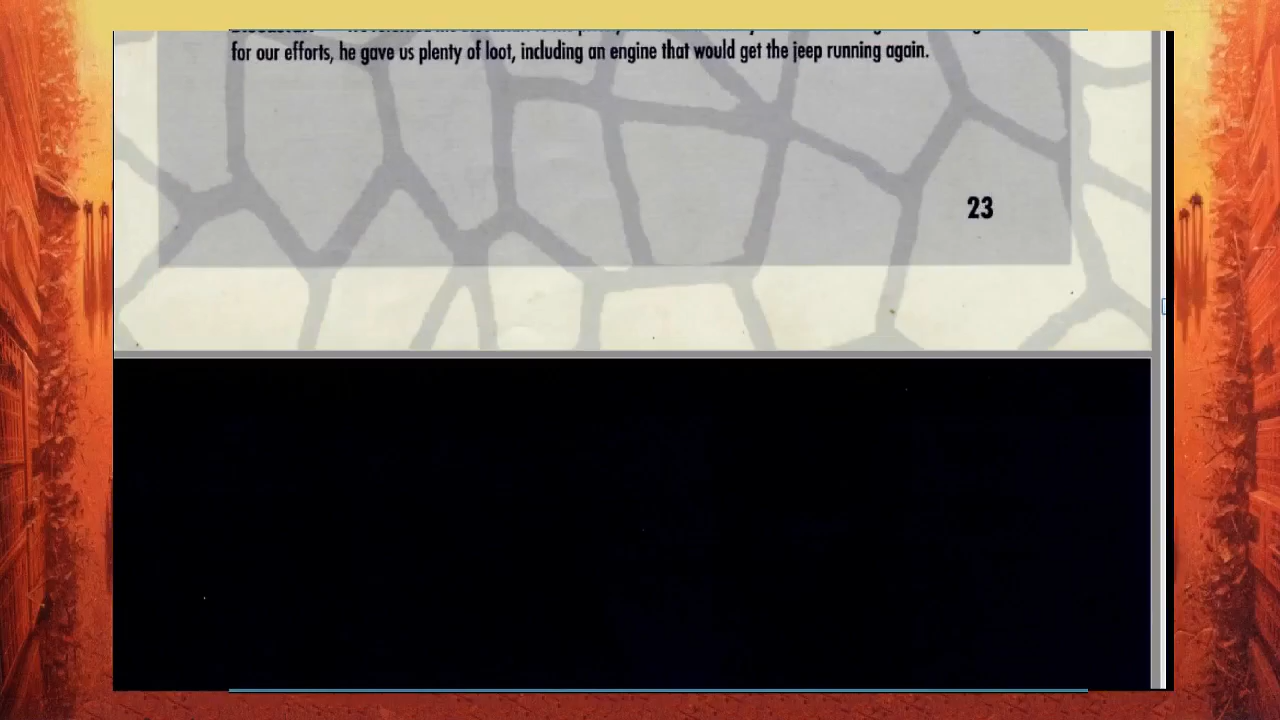 for our efforts, he gave us plenty of loot, including an engine that would get the jeep running again.
23